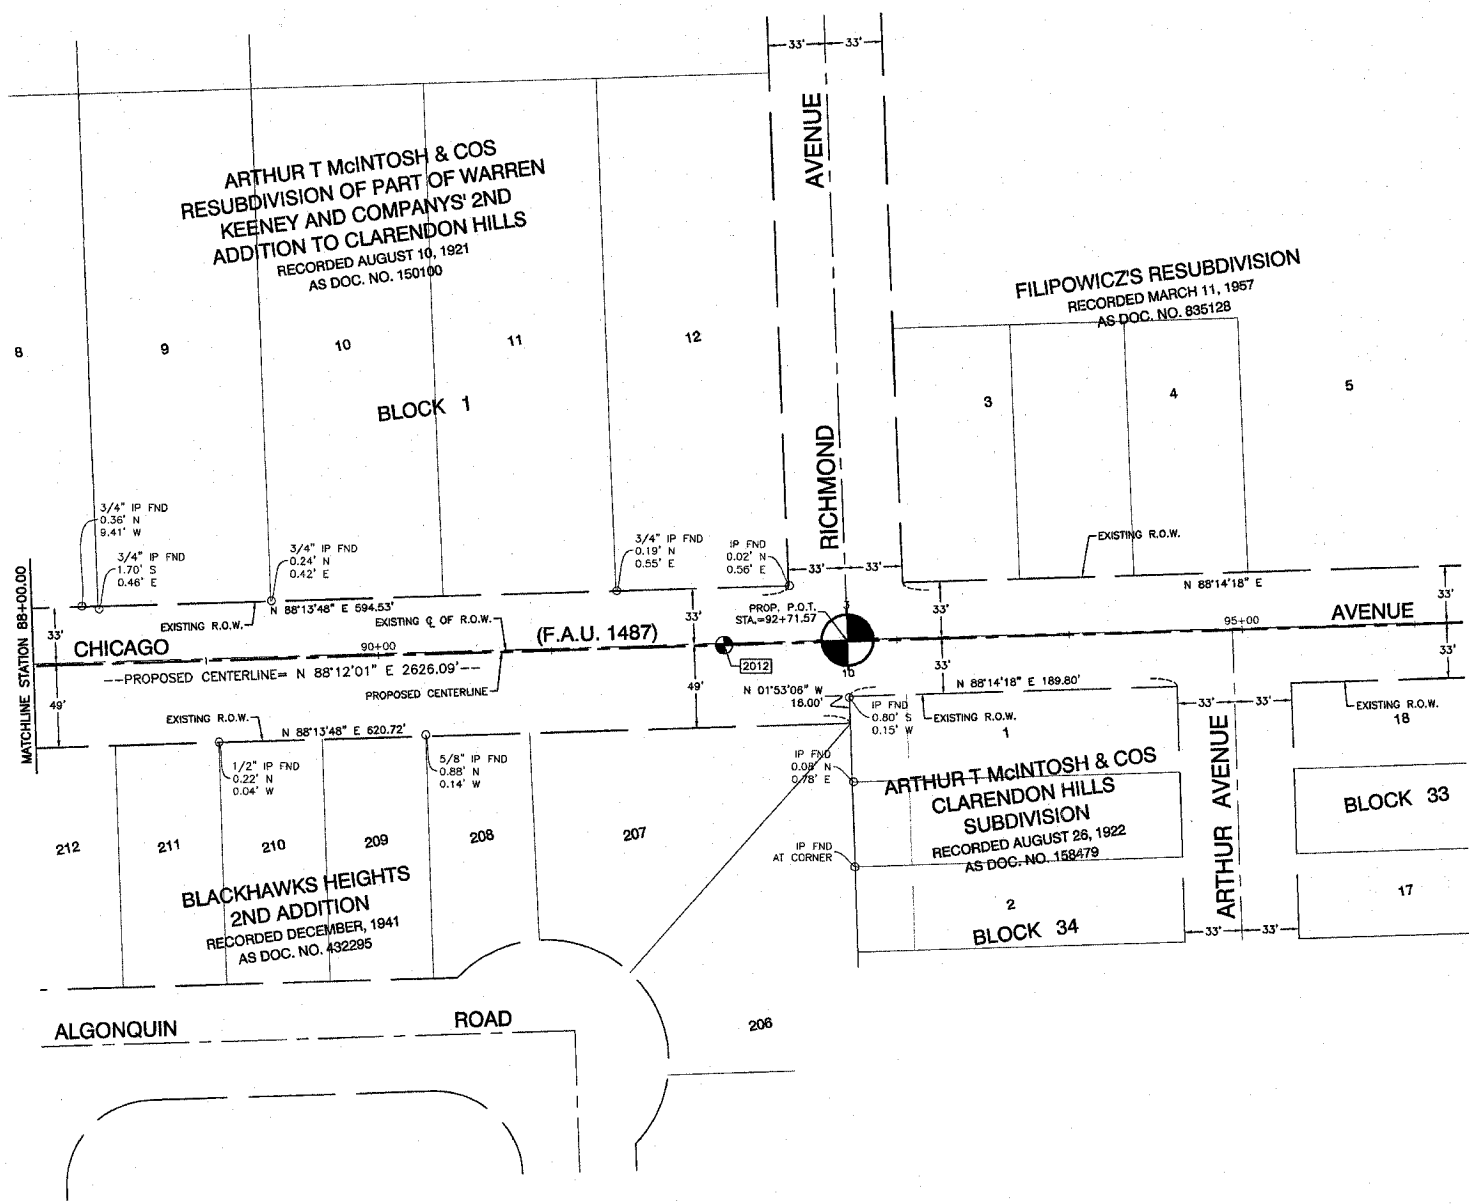 33'
33'
AVENUE
RICHMOND
ARTHUR T McINTOSH & COS
RESUBDIVISION OF PART OF WARREN
KEENEY AND COMPANYS' 2ND
ADDITION TO CLARENDON HILLS
RECORDED AUGUST 10, 1921
AS DOC. NO. 150100
FILIPOWICZ'S RESUBDIVISION
RECORDED MARCH 11, 1957
AS DOC. NO. 835128
8
9
10
11
12
BLOCK 1
3
4
5
3/4" IP FND
0.36' N
9.41' W
3/4" IP FND
1.70' S
0.46' E
3/4" IP FND
0.24' N
0.42' E
3/4" IP FND
0.19' N
0.55' E
IP FND
0.02' N
0.56' E
33'
33'
EXISTING R.O.W.
N 88°14'18" E
MATCHLINE STATION 88+00.00
33'
EXISTING R.O.W.
N 88°13'48" E 594.53'
EXISTING ℄ OF R.O.W.
33'
PROP. P.O.T.
STA.=92+71.57
3
10
33'
33'
CHICAGO
90+00
(F.A.U. 1487)
95+00
AVENUE
PROPOSED CENTERLINE= N 88°12'01" E 2626.09'
PROPOSED CENTERLINE
2012
33'
33'
49'
49'
EXISTING R.O.W.
N 88°13'48" E 620.72'
N 01°53'06" W
18.00'
IP FND
0.80' S
0.15' W
N 88°14'18" E 189.80'
EXISTING R.O.W.
1
33'
33'
EXISTING R.O.W.
18
1/2" IP FND
0.22' N
0.04' W
5/8" IP FND
0.88' N
0.14' W
IP FND
0.08' N
0.78' E
ARTHUR T McINTOSH & COS
CLARENDON HILLS
SUBDIVISION
RECORDED AUGUST 26, 1922
AS DOC. NO. 158479
ARTHUR AVENUE
BLOCK 33
212
211
210
209
208
207
IP FND
AT CORNER
BLACKHAWKS HEIGHTS
2ND ADDITION
RECORDED DECEMBER, 1941
AS DOC. NO. 432295
2
BLOCK 34
17
33'
33'
ALGONQUIN
ROAD
206